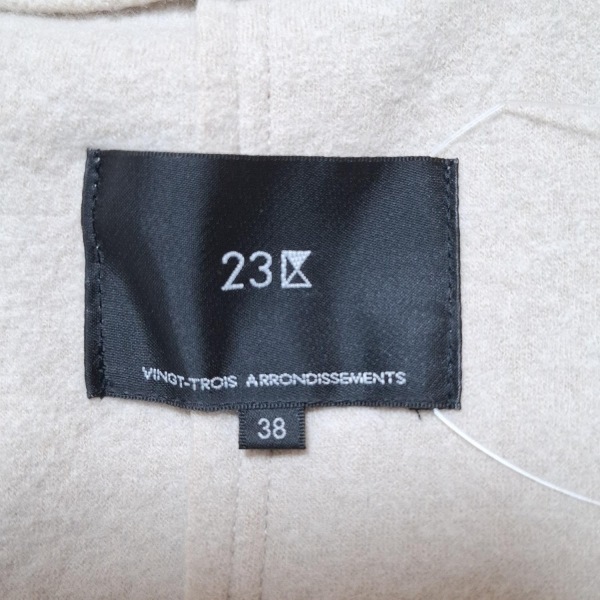 23区
VINGT-TROIS ARRONDISSEMENTS
38